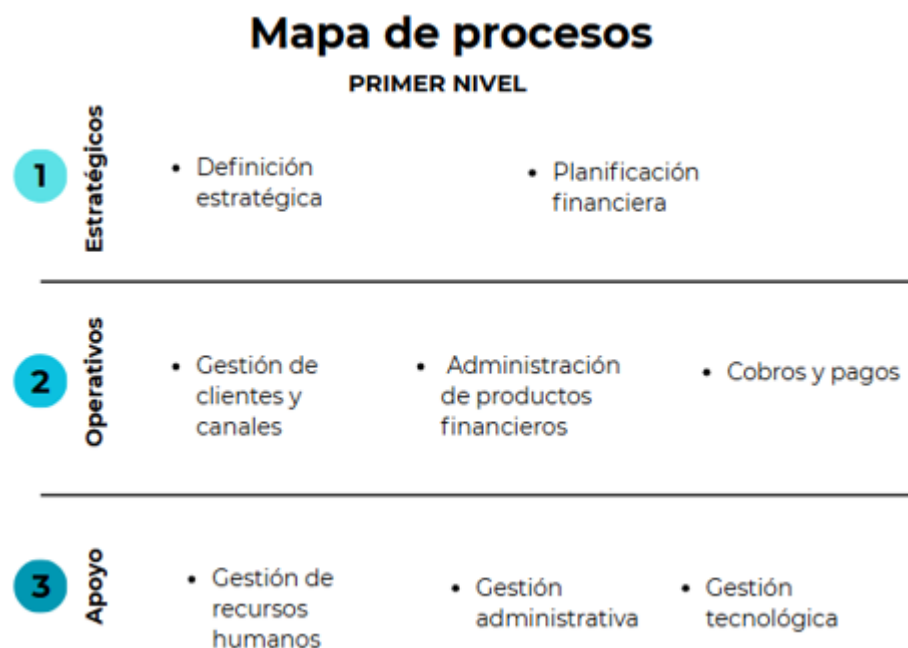 Mapa de procesos
PRIMER NIVEL
1
Estratégicos
• Definición
estratégica
• Planificación
financiera
2
Operativos
• Gestión de
clientes y
canales
• Administración
de productos
financieros
• Cobros y pagos
3
Apoyo
• Gestión de
recursos
humanos
• Gestión
administrativa
• Gestión
tecnológica